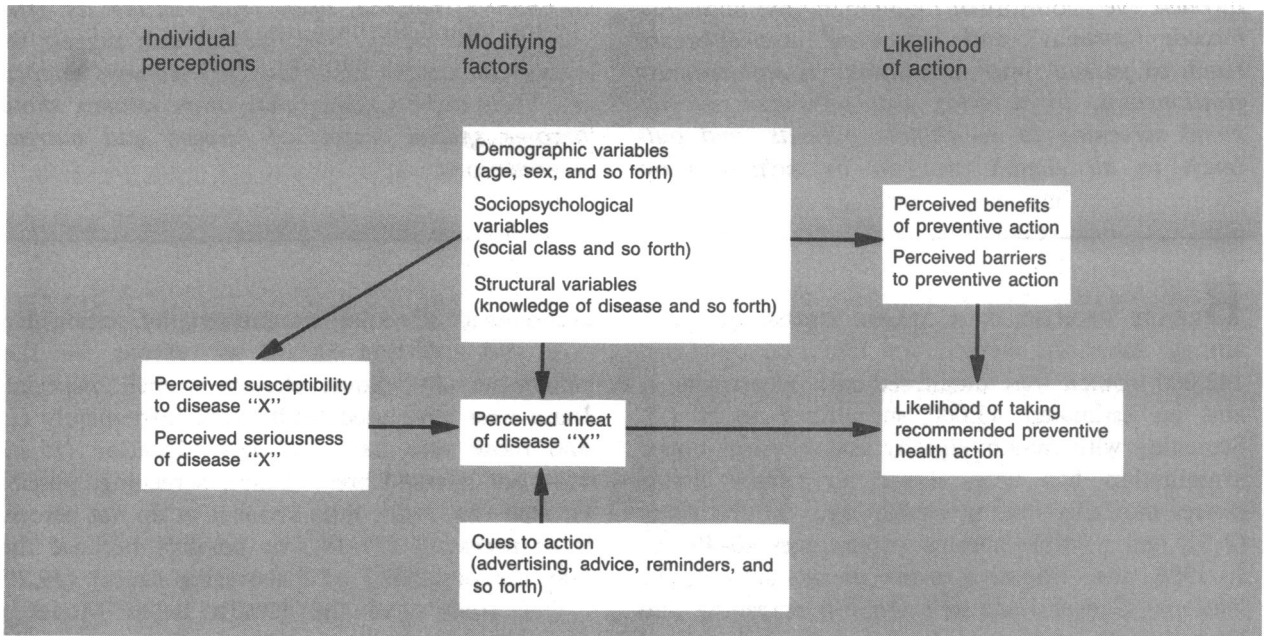 Individual
perceptions
Modifying
factors
Likelihood
of action
Demographic variables
(age, sex, and so forth)
Sociopsychological
variables
(social class and so forth)
Structural variables
(knowledge of disease and so forth)
Perceived benefits
of preventive action
Perceived barriers
to preventive action
Perceived susceptibility
to disease "X"
Perceived seriousness
of disease "X"
Perceived threat
of disease "X"
Likelihood of taking
recommended preventive
health action
Cues to action
(advertising, advice, reminders, and
so forth)